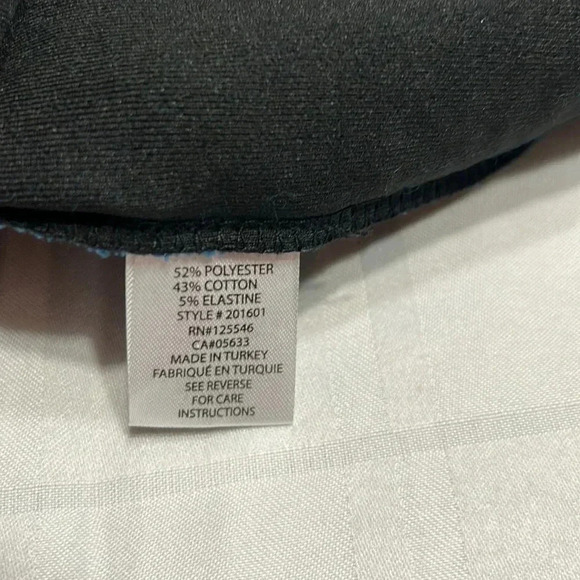 52% POLYESTER
43% COTTON
5% ELASTINE
STYLE # 201601
RN#125546
CA#05633
MADE IN TURKEY
FABRIQUÉ EN TURQUIE
SEE REVERSE
FOR CARE
INSTRUCTIONS